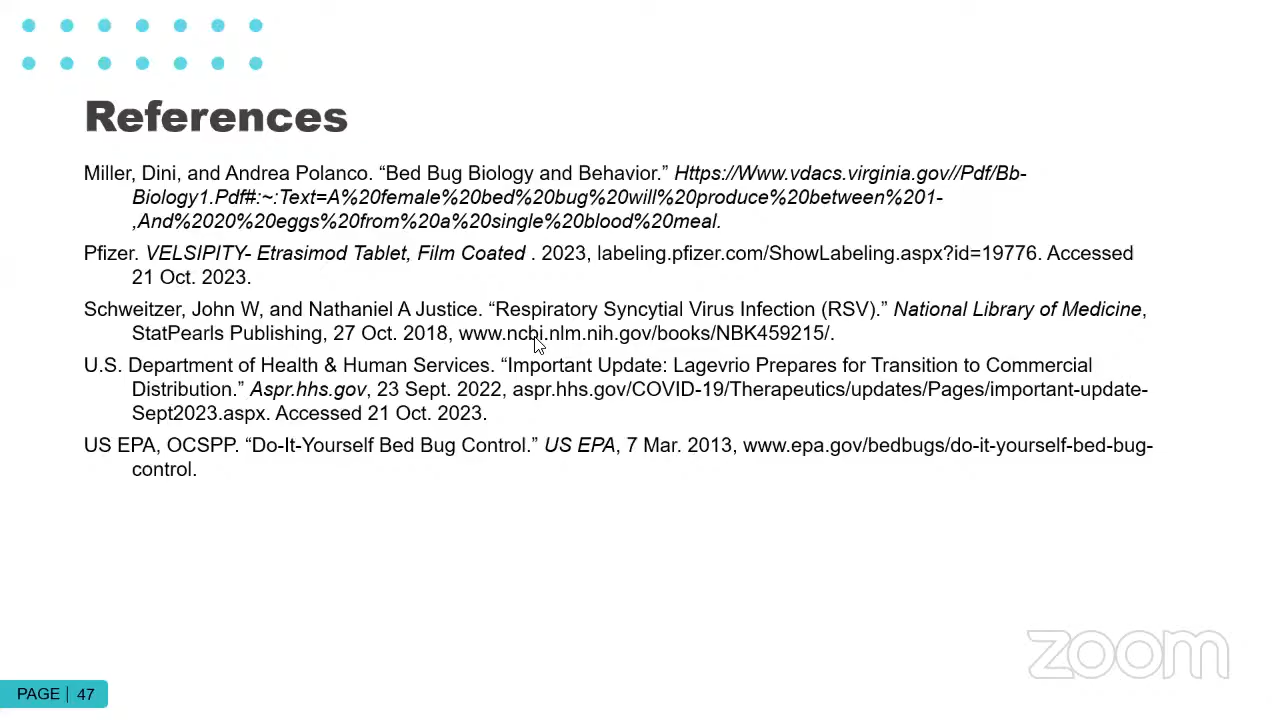 References
Miller, Dini, and Andrea Polanco. “Bed Bug Biology and Behavior.” Https://Www.vdacs.virginia.gov//Pdf/Bb-
Biology1.Pdf#:~:Text=A%20female%20bed%20bug%20will%20produce%20between%201-
,And%2020%20eggs%20from%20a%20single%20blood%20meal.
Pfizer. VELSIPITY- Etrasimod Tablet, Film Coated . 2023, labeling.pfizer.com/ShowLabeling.aspx?id=19776. Accessed
21 Oct. 2023.
Schweitzer, John W, and Nathaniel A Justice. “Respiratory Syncytial Virus Infection (RSV).” National Library of Medicine,
StatPearls Publishing, 27 Oct. 2018, www.ncbi.nlm.nih.gov/books/NBK459215/.
U.S. Department of Health & Human Services. “Important Update: Lagevrio Prepares for Transition to Commercial
Distribution.” Aspr.hhs.gov, 23 Sept. 2022, aspr.hhs.gov/COVID-19/Therapeutics/updates/Pages/important-update-
Sept2023.aspx. Accessed 21 Oct. 2023.
US EPA, OCSPP. “Do-It-Yourself Bed Bug Control.” US EPA, 7 Mar. 2013, www.epa.gov/bedbugs/do-it-yourself-bed-bug-
control.
zoom
PAGE | 47